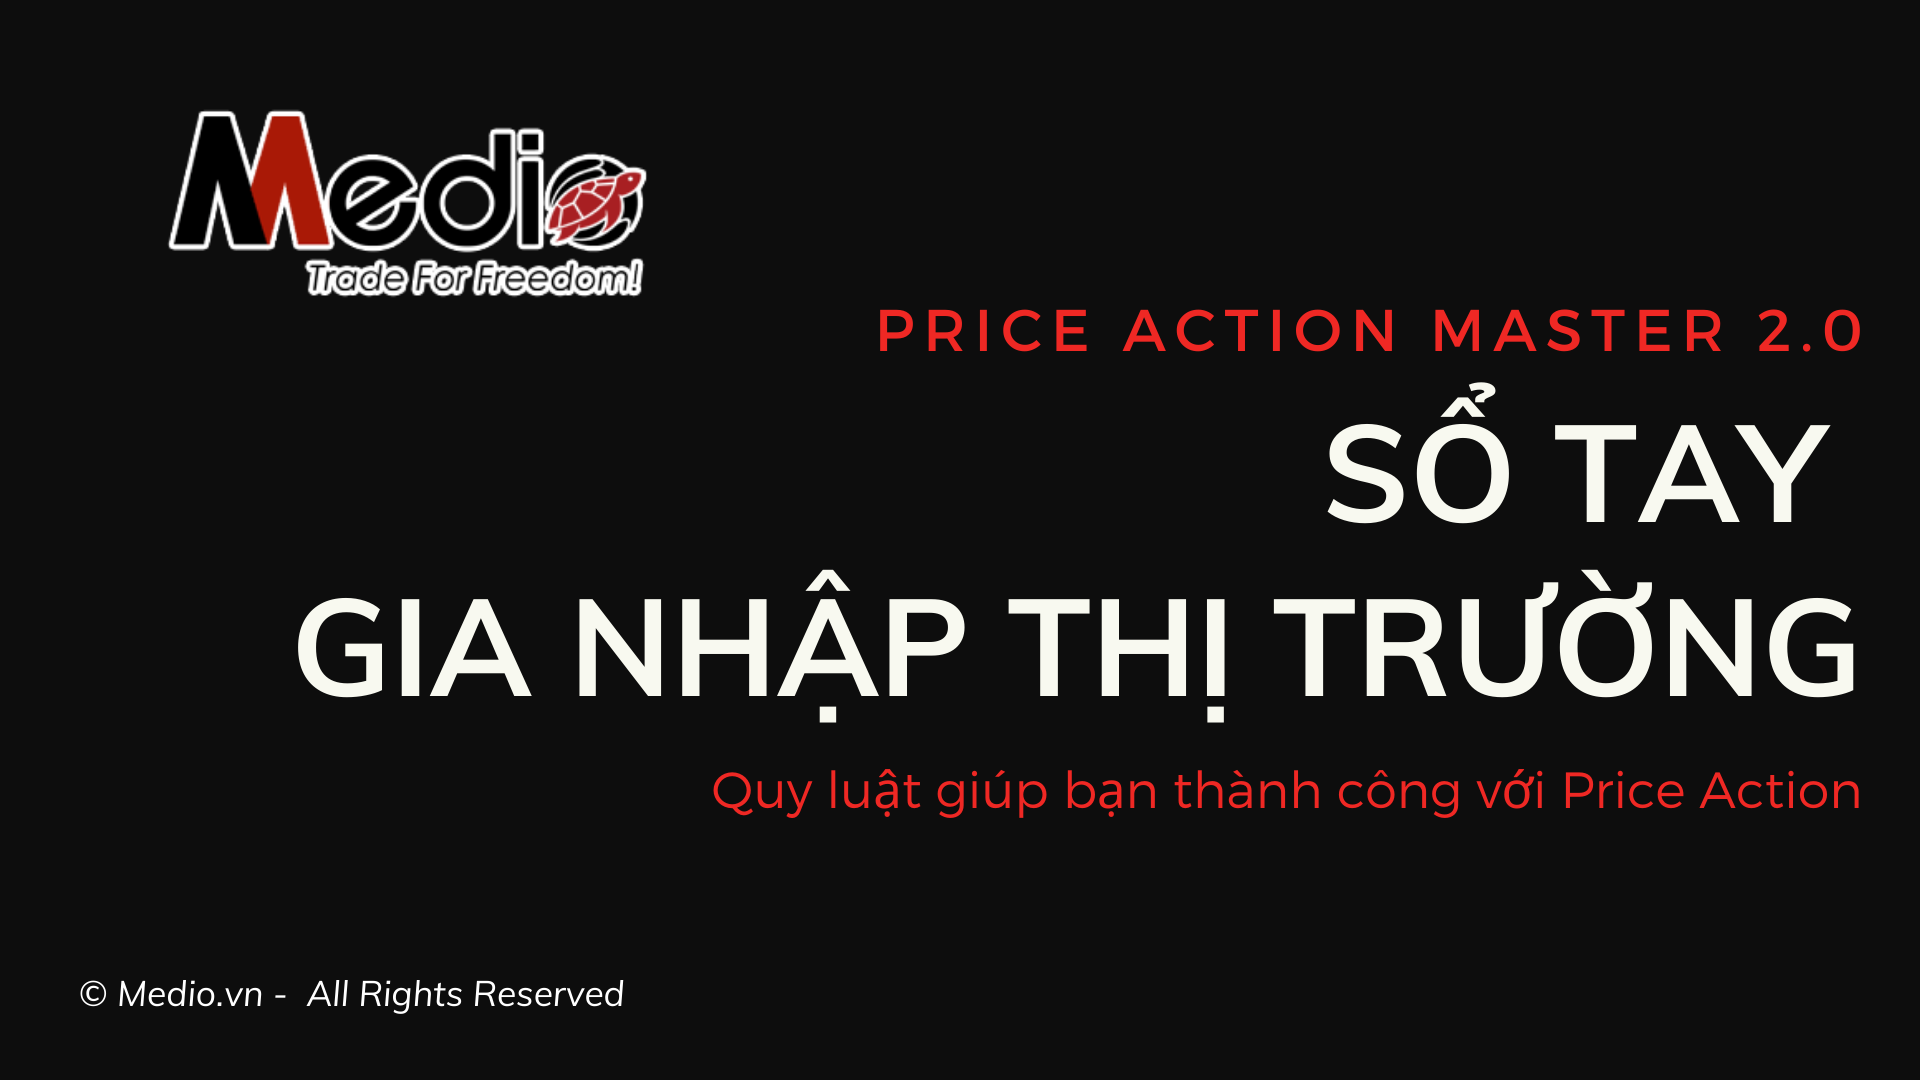 Medio
Trade For Freedom!
PRICE ACTION MASTER 2.0
SỔ TAY
GIA NHẬP THỊ TRƯỜNG
Quy luật giúp bạn thành công với Price Action
© Medio.vn - All Rights Reserved